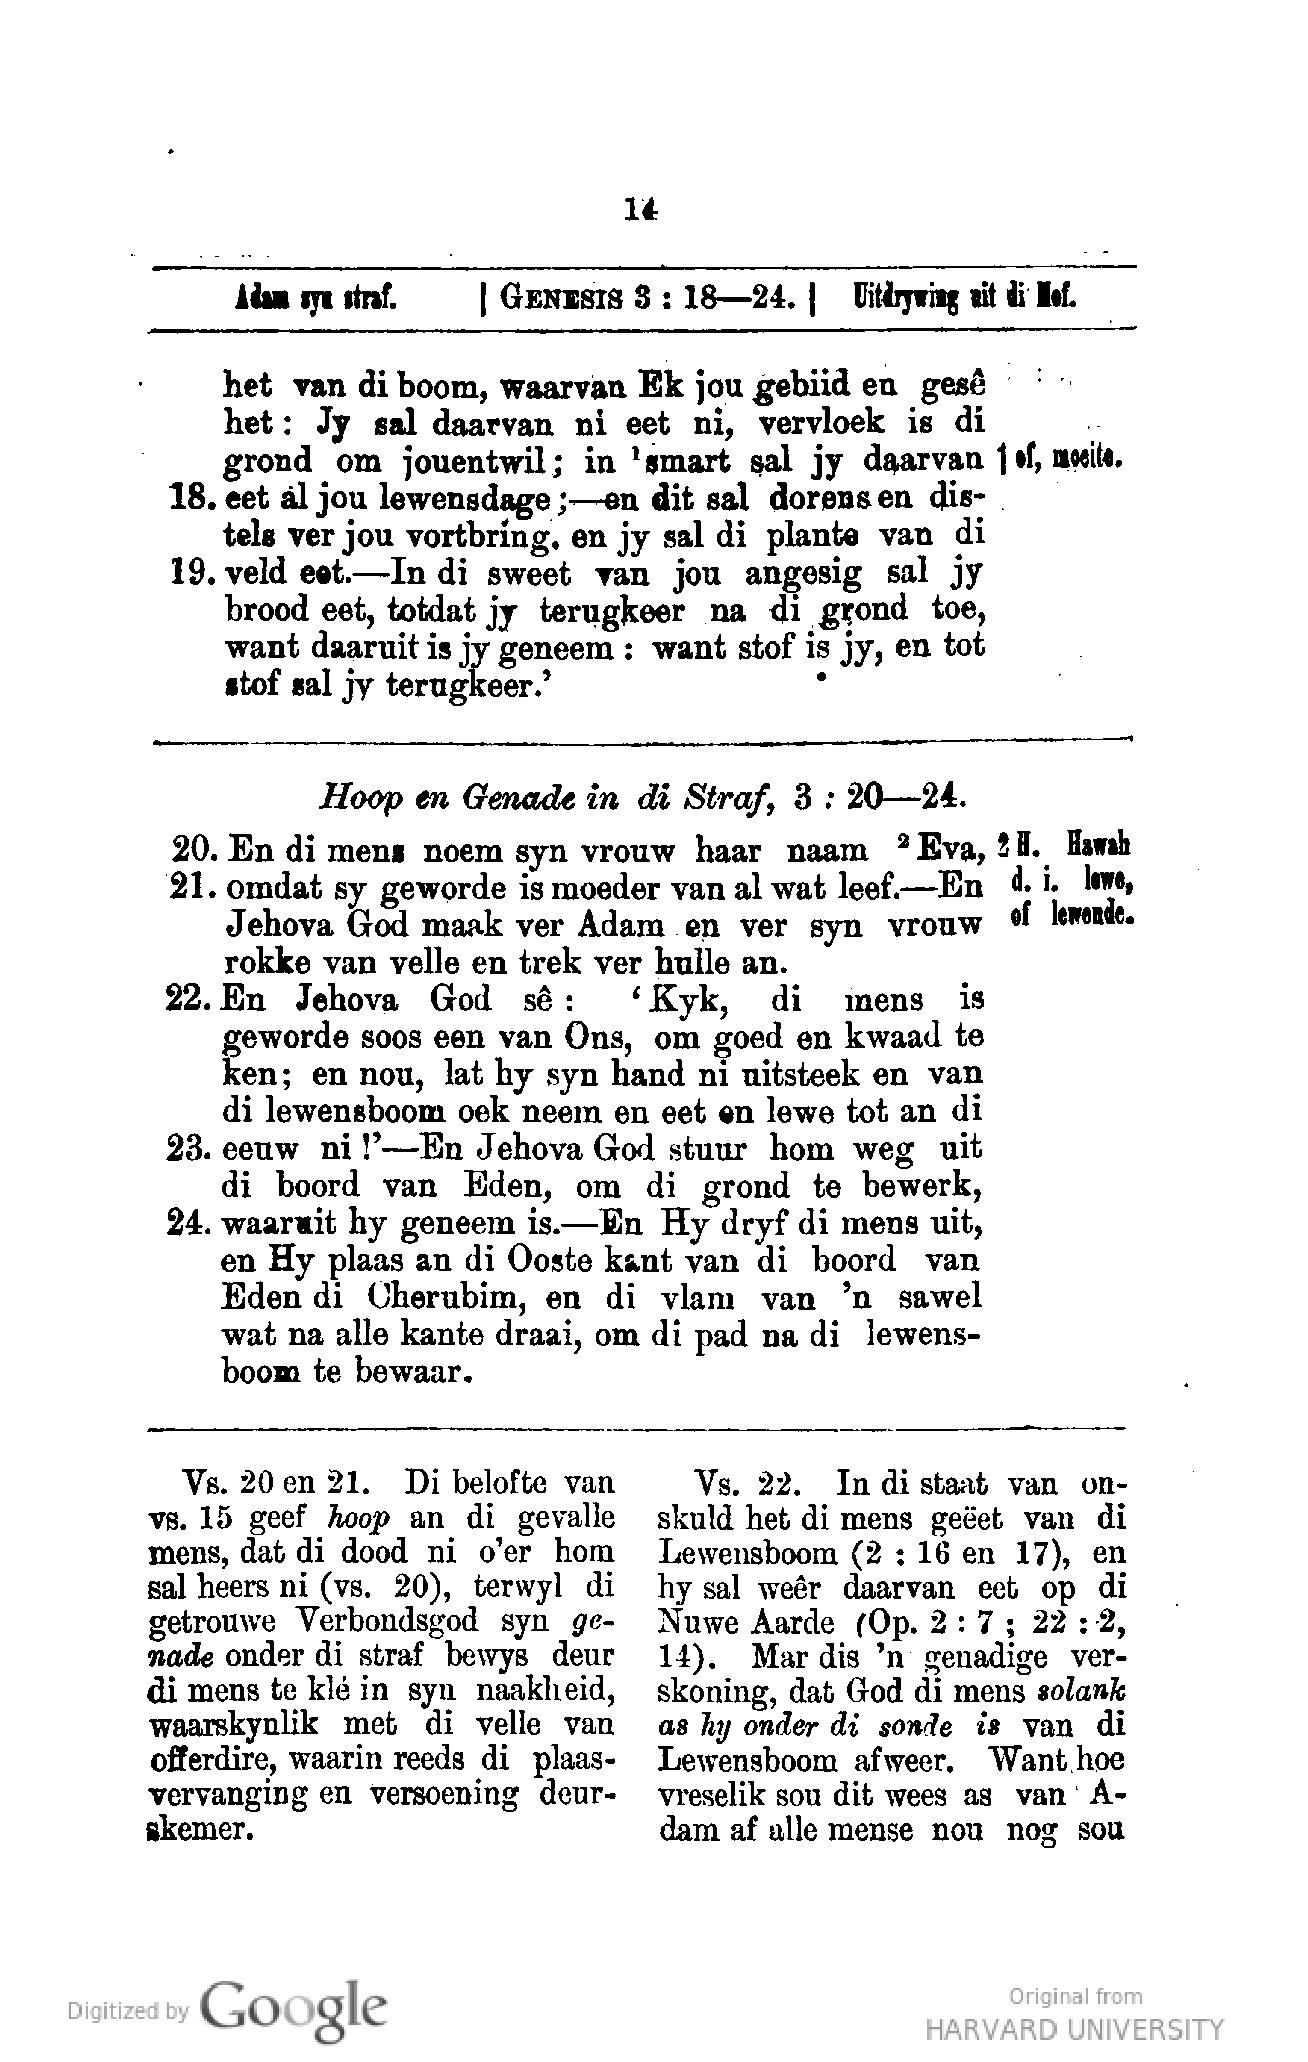 14
Adam syn straf. | GENESIS 3 : 18—24. | Uitdrywing uit di Hof.
het van di boom, waarvan Ek jou gebiid en gesê
het : Jy sal daarvan ni eet ni, vervloek is di
grond om jouentwil; in ¹smart sal jy daarvan
1 of, moeite.
18. eet al jou lewensdage ;—en dit sal dorens en dis-
tels ver jou vortbring, en jy sal di plante van di
19. veld eet.—In di sweet van jou angesig sal jy
brood eet, totdat jy terugkeer na di grond toe,
want daaruit is jy geneem : want stof is jy, en tot
stof sal jy terugkeer.’
Hoop en Genade in di Straf, 3 : 20—24.
20. En di mens noem syn vrouw haar naam ² Eva,
21. omdat sy geworde is moeder van al wat leef.—En
Jehova God maak ver Adam en ver syn vrouw
rokke van velle en trek ver hulle an.
2 H. Hawah
d. i. lewe,
of lewende.
22. En Jehova God sê : ‘ Kyk, di mens is
geworde soos een van Ons, om goed en kwaad te
ken; en nou, lat hy syn hand ni uitsteek en van
di lewensboom oek neem en eet en lewe tot an di
23. eeuw ni !’—En Jehova God stuur hom weg uit
di boord van Eden, om di grond te bewerk,
24. waaruit hy geneem is.—En Hy dryf di mens uit,
en Hy plaas an di Ooste kant van di boord van
Eden di Cherubim, en di vlam van ’n sawel
wat na alle kante draai, om di pad na di lewens-
boom te bewaar.
Vs. 20 en 21. Di belofte van
vs. 15 geef hoop an di gevalle
mens, dat di dood ni o’er hom
sal heers ni (vs. 20), terwyl di
getrouwe Verbondsgod syn ge-
nade onder di straf bewys deur
di mens te klé in syn naakheid,
waarskynlik met di velle van
offerdire, waarin reeds di plaas-
vervanging en versoening deur-
skemer.
Vs. 22. In di staat van on-
skuld het di mens geëet van di
Lewensboom (2 : 16 en 17), en
hy sal weêr daarvan eet op di
Nuwe Aarde (Op. 2 : 7 ; 22 : 2,
14). Mar dis ’n genadige ver-
skoning, dat God di mens solank
as hy onder di sonde is van di
Lewensboom afweer. Want hoe
vreselik sou dit wees as van A-
dam af alle mense nou nog sou
Digitized by Google
Original from
HARVARD UNIVERSITY